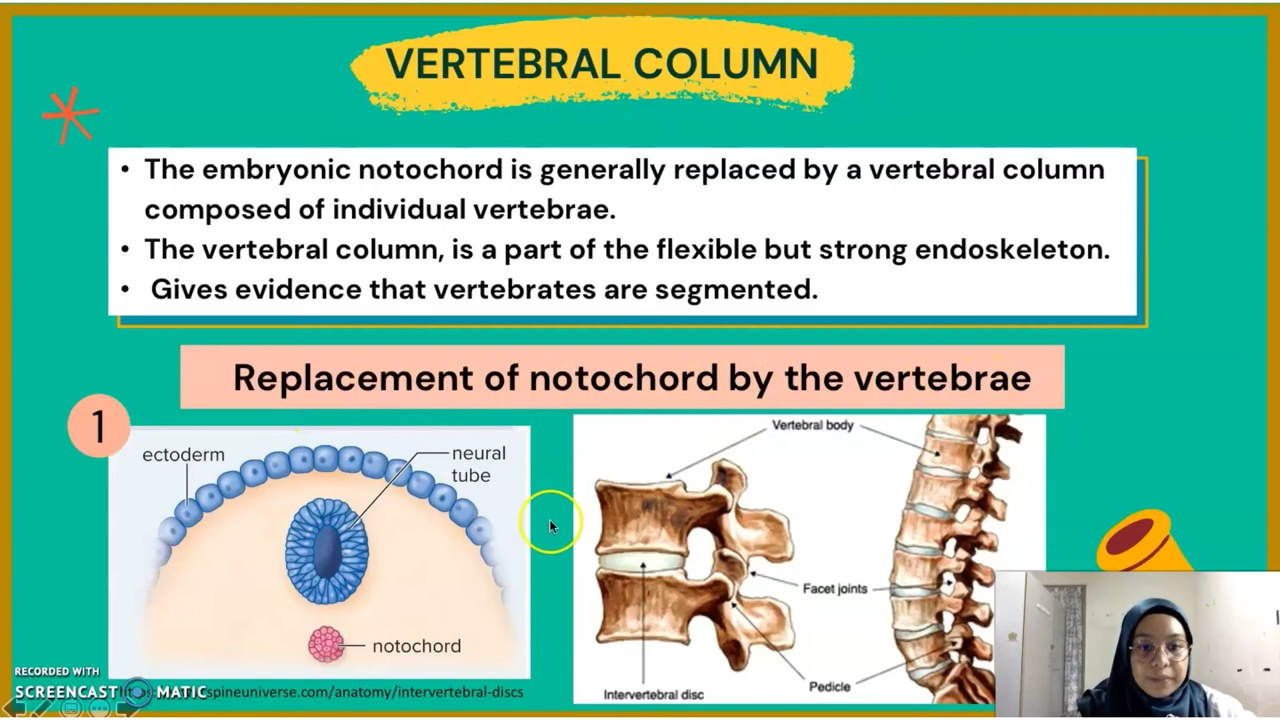 VERTEBRAL COLUMN
• The embryonic notochord is generally replaced by a vertebral column
composed of individual vertebrae.
• The vertebral column, is a part of the flexible but strong endoskeleton.
• Gives evidence that vertebrates are segmented.
Replacement of notochord by the vertebrae
1
ectoderm
neural
tube
notochord
Vertebral body
Facet joints
Pedicle
Intervertebral disc
RECORDED WITH
SCREENCAST MATIC
spineuniverse.com/anatomy/intervertebral-discs